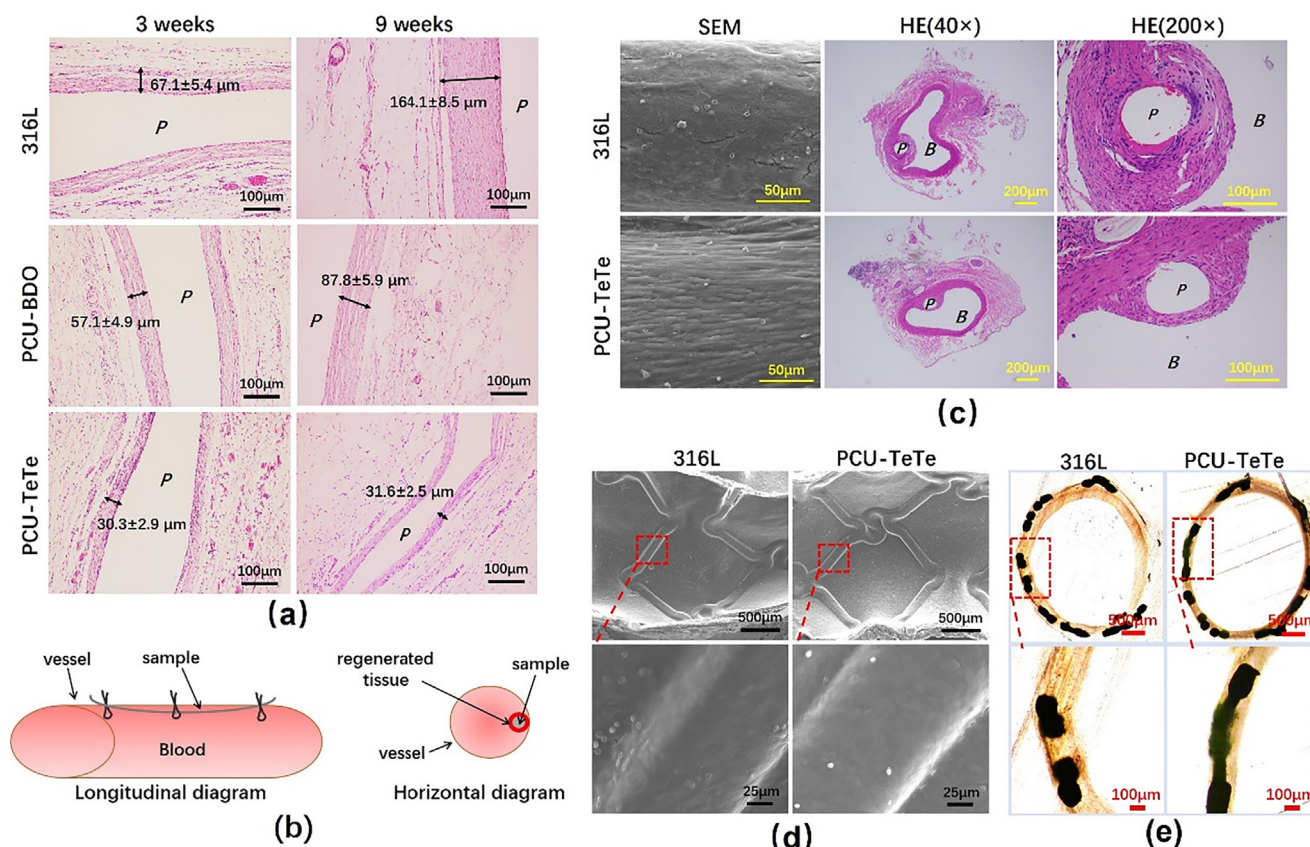 3 weeks
9 weeks
316L
67.1±5.4 μm
P
100μm
164.1±8.5 μm
P
100μm
PCU-BDO
57.1±4.9 μm
P
100μm
87.8±5.9 μm
P
100μm
PCU-TeTe
30.3±2.9 μm
P
100μm
31.6±2.5 μm
P
100μm
(a)
vessel
sample
Blood
Longitudinal diagram
regenerated
tissue
sample
vessel
Horizontal diagram
(b)
SEM
HE(40×)
HE(200×)
316L
50μm
P
B
200μm
P
B
100μm
PCU-TeTe
50μm
P
B
200μm
P
B
100μm
(c)
316L
PCU-TeTe
500μm
500μm
25μm
25μm
(d)
316L
PCU-TeTe
500μm
500μm
100μm
100μm
(e)